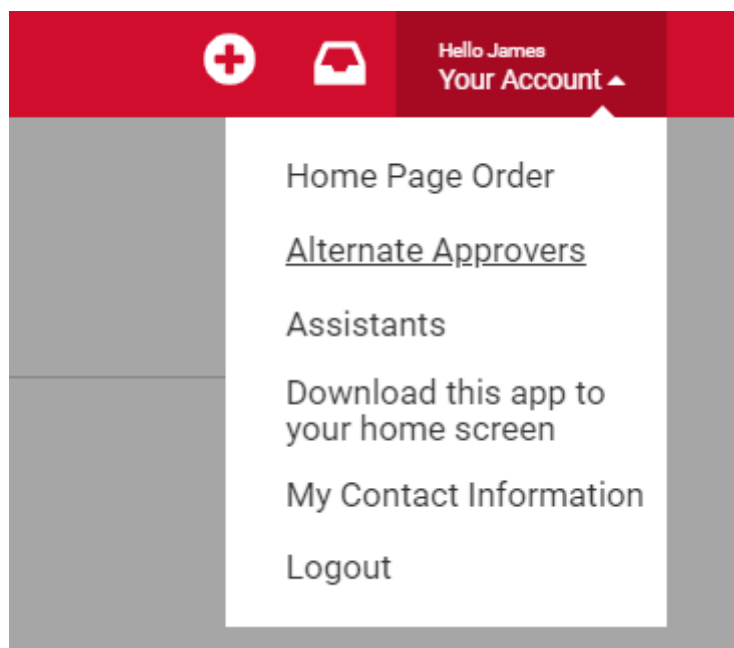 Hello James
Your Account
Home Page Order
Alternate Approvers
Assistants
Download this app to
your home screen
My Contact Information
Logout